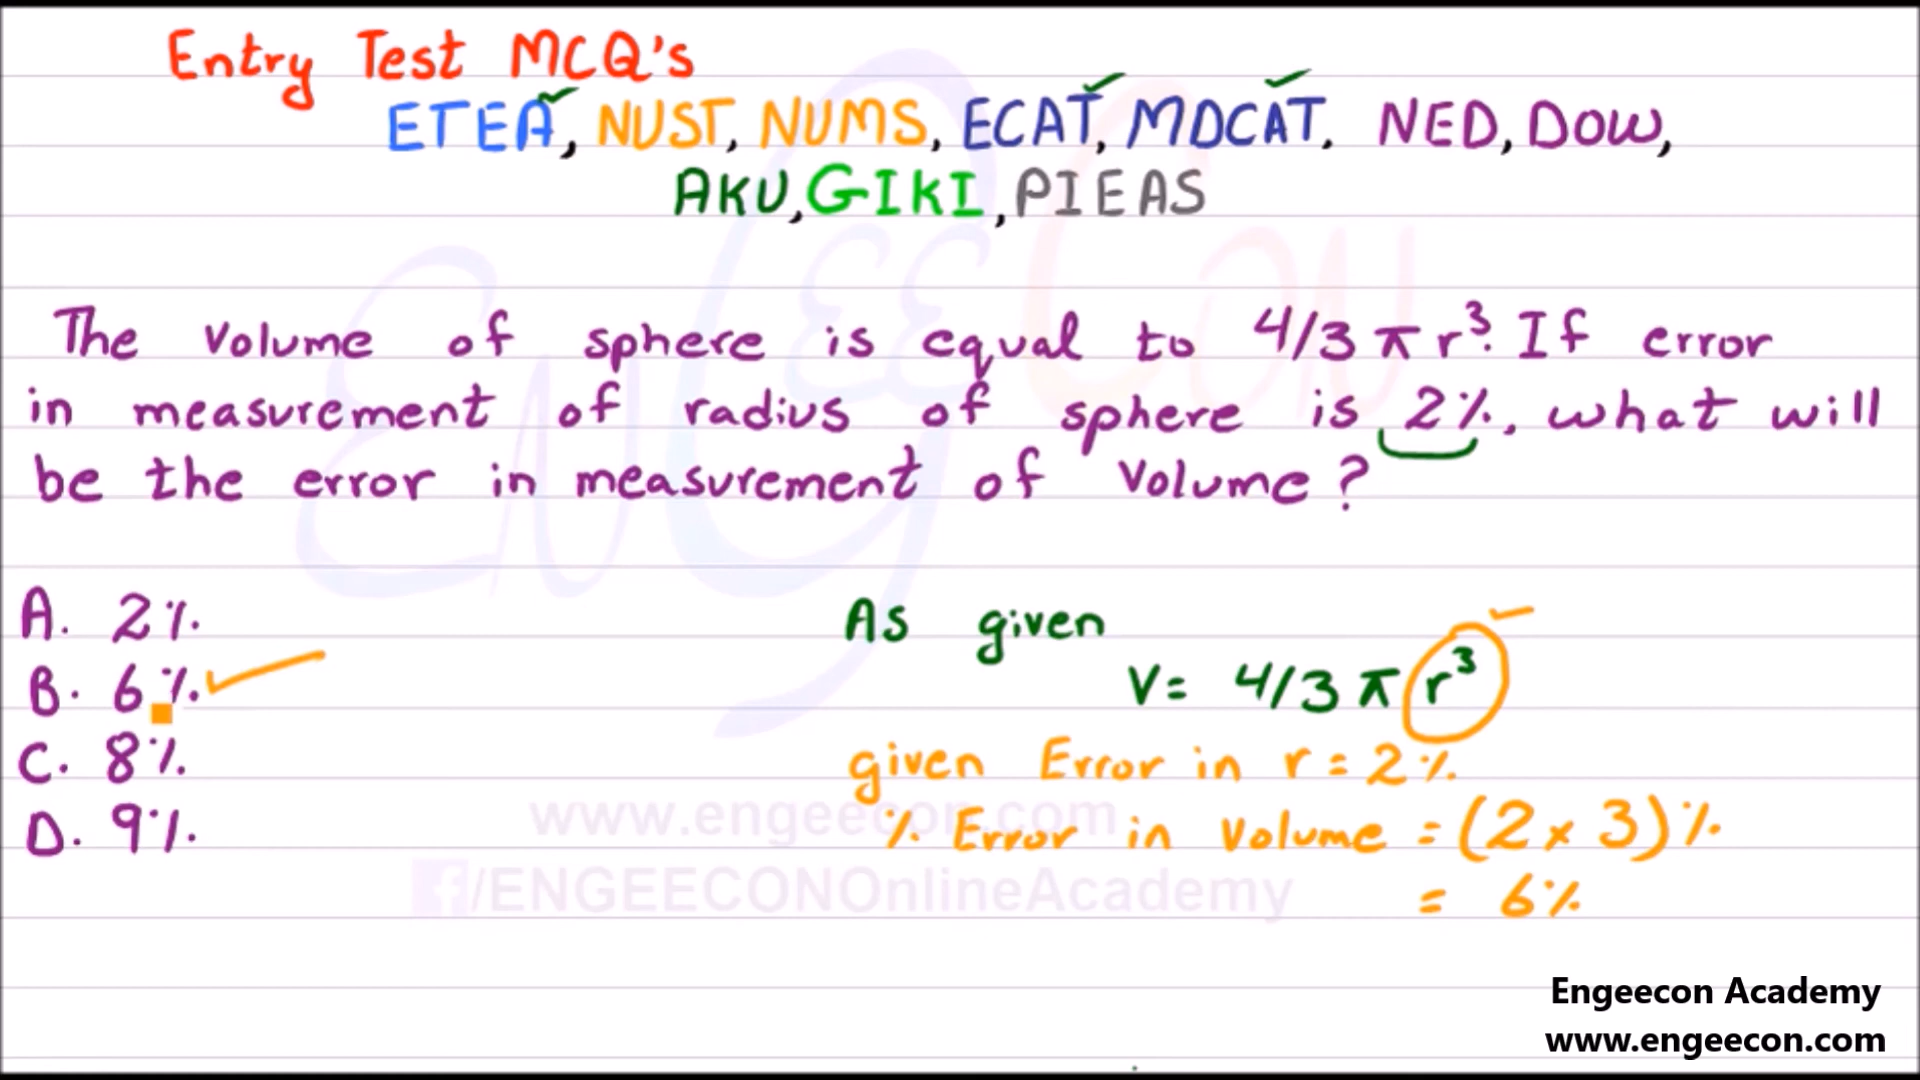 Entry Test MCQ's
ETEA, NUST, NUMS, ECAT, MDCAT, NED, DOW,
AKU, GIKI, PIEAS
The Volume of sphere is equal to 4/3 π r³. If error
in measurement of radius of sphere is 2%, what will
be the error in measurement of Volume?
A. 2%
B. 6%
C. 8%
D. 9%
As given
V= 4/3 π r³
given Error in r = 2%
% Error in Volume = (2 × 3)%
= 6%
ENGEECON
www.engeecon.com
f/ENGEECONOnlineAcademy
Engeecon Academy
www.engeecon.com